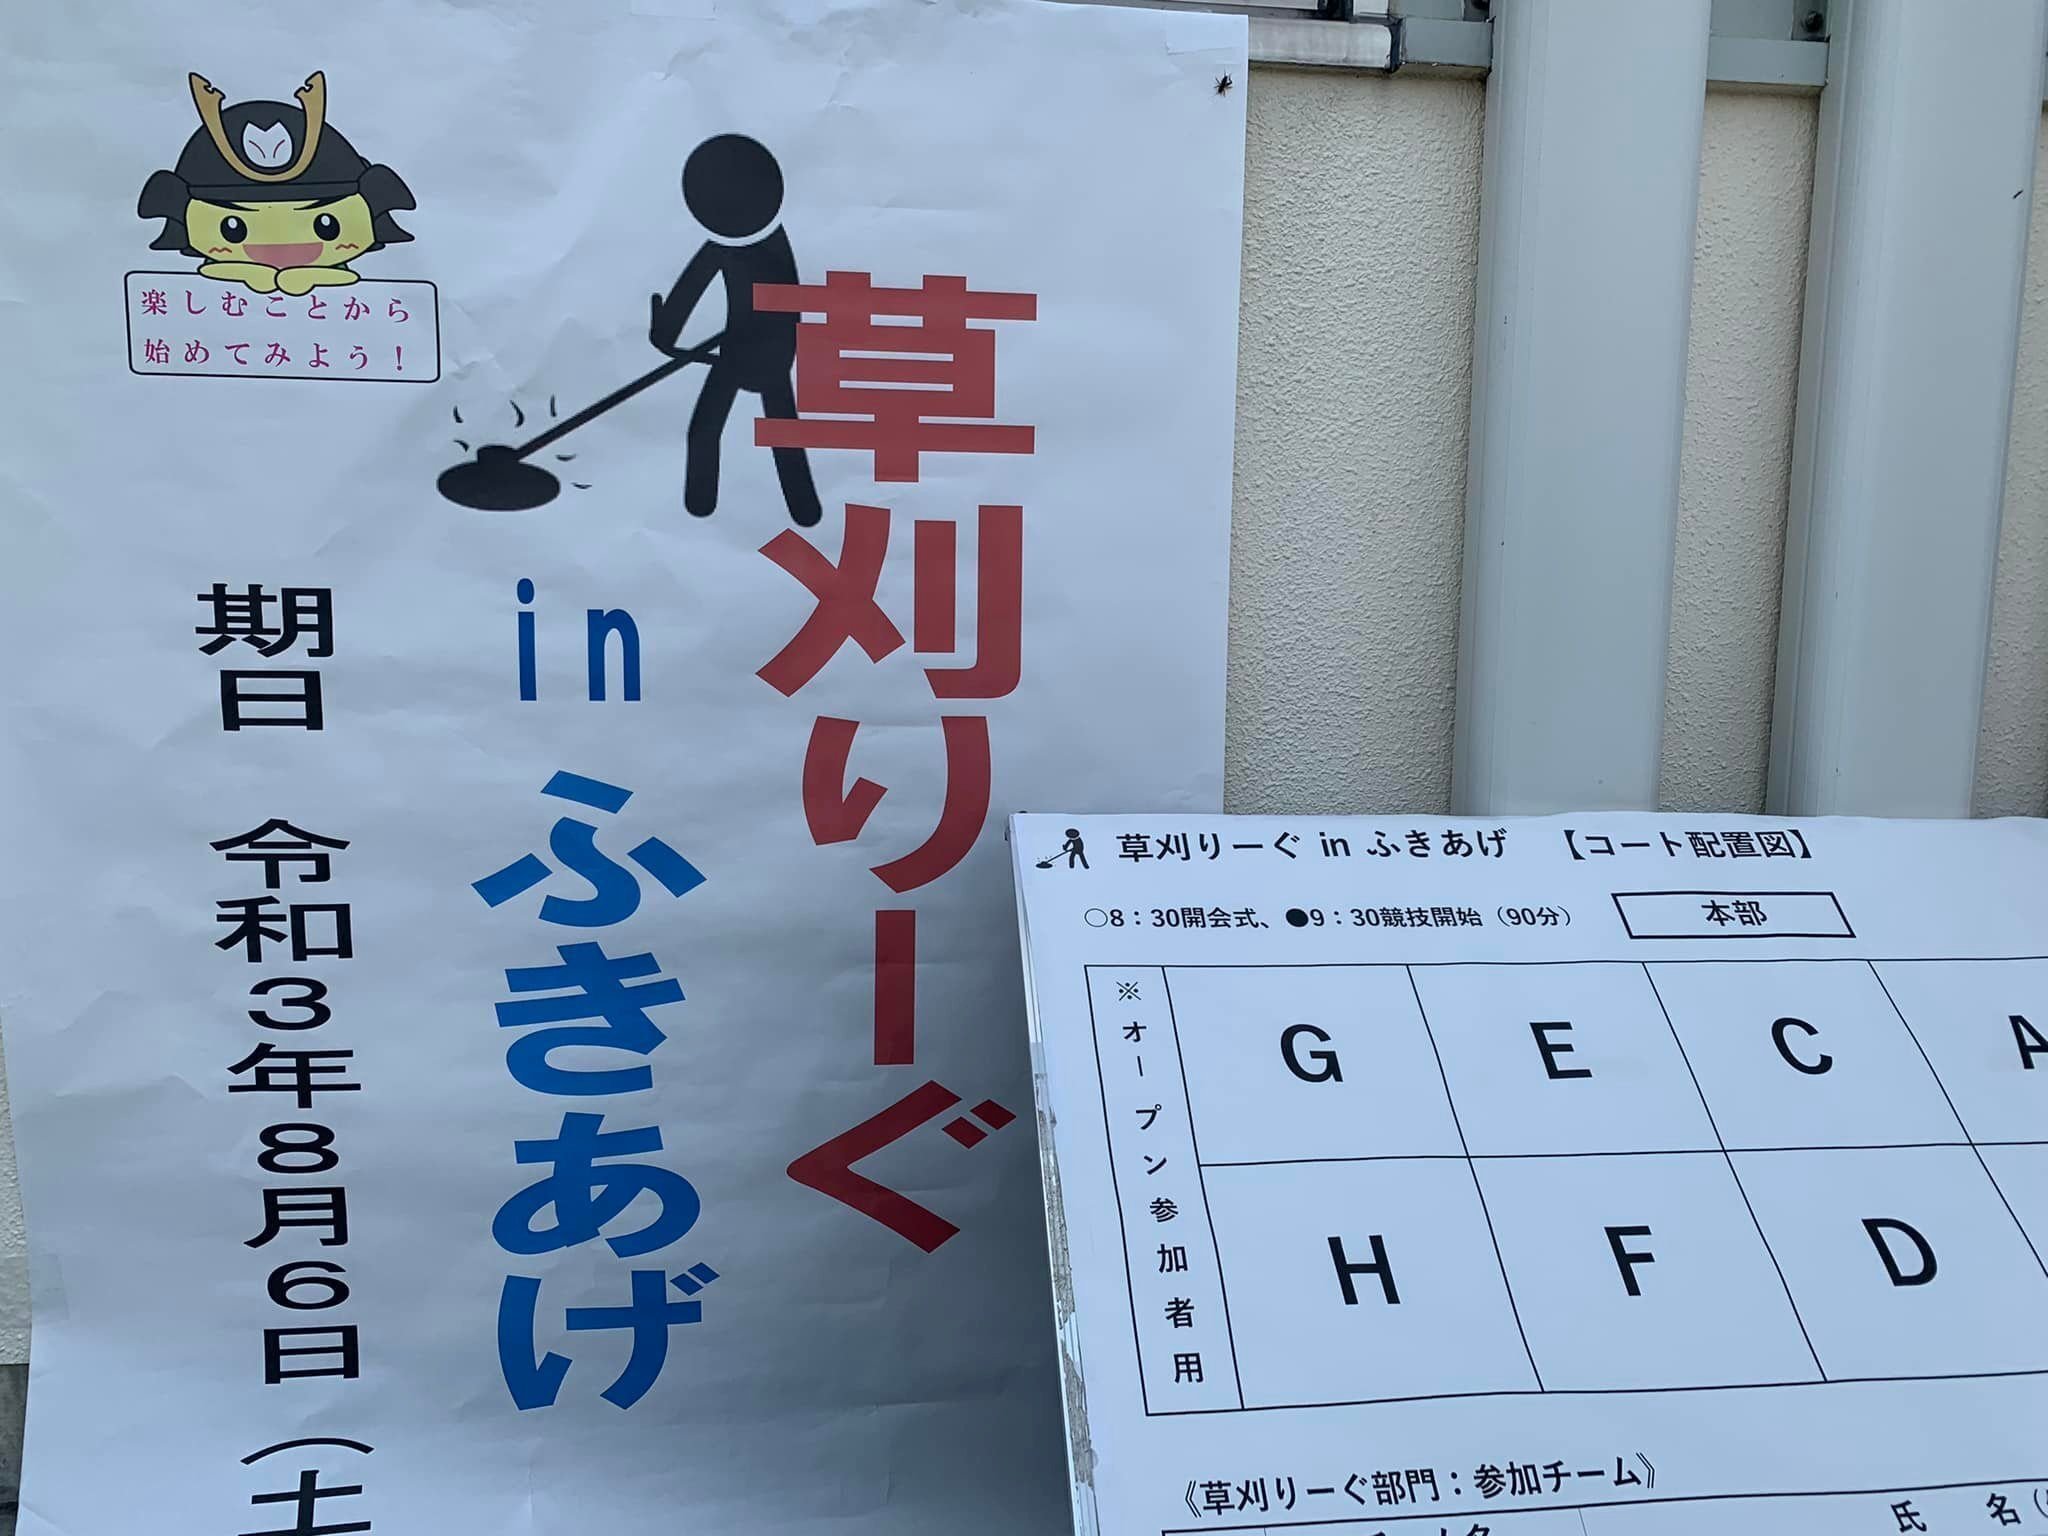 楽しむことから
始めてみよう！
草刈りーぐ
in ふきあげ
期日 令和3年8月6日（土
草刈りーぐ in ふきあげ 【コート配置図】
○8：30開会式、●9：30競技開始（90分）
本部
※オープン参加者用
G E C A
H F D
《草刈りーぐ部門：参加チーム》
氏 名（